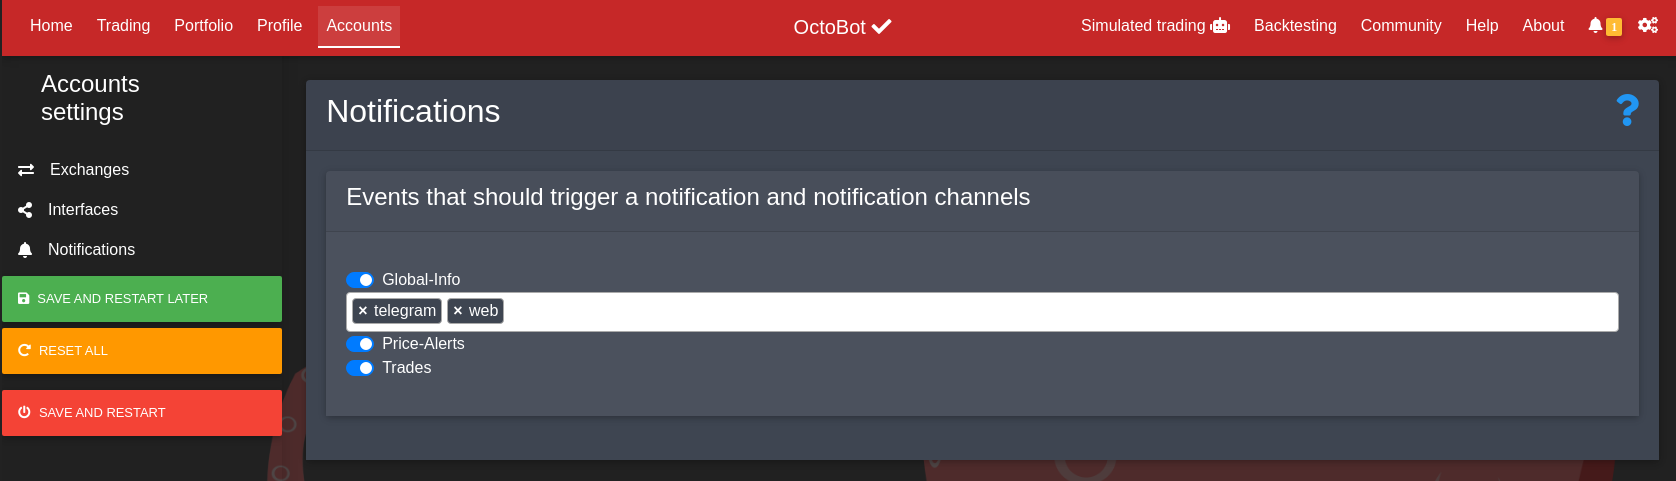 Home Trading Portfolio Profile Accounts OctoBot Simulated trading Backtesting Community Help About 1
Accounts
settings
Exchanges
Interfaces
Notifications
SAVE AND RESTART LATER
RESET ALL
SAVE AND RESTART
Notifications ?
Events that should trigger a notification and notification channels
Global-Info
× telegram × web
Price-Alerts
Trades